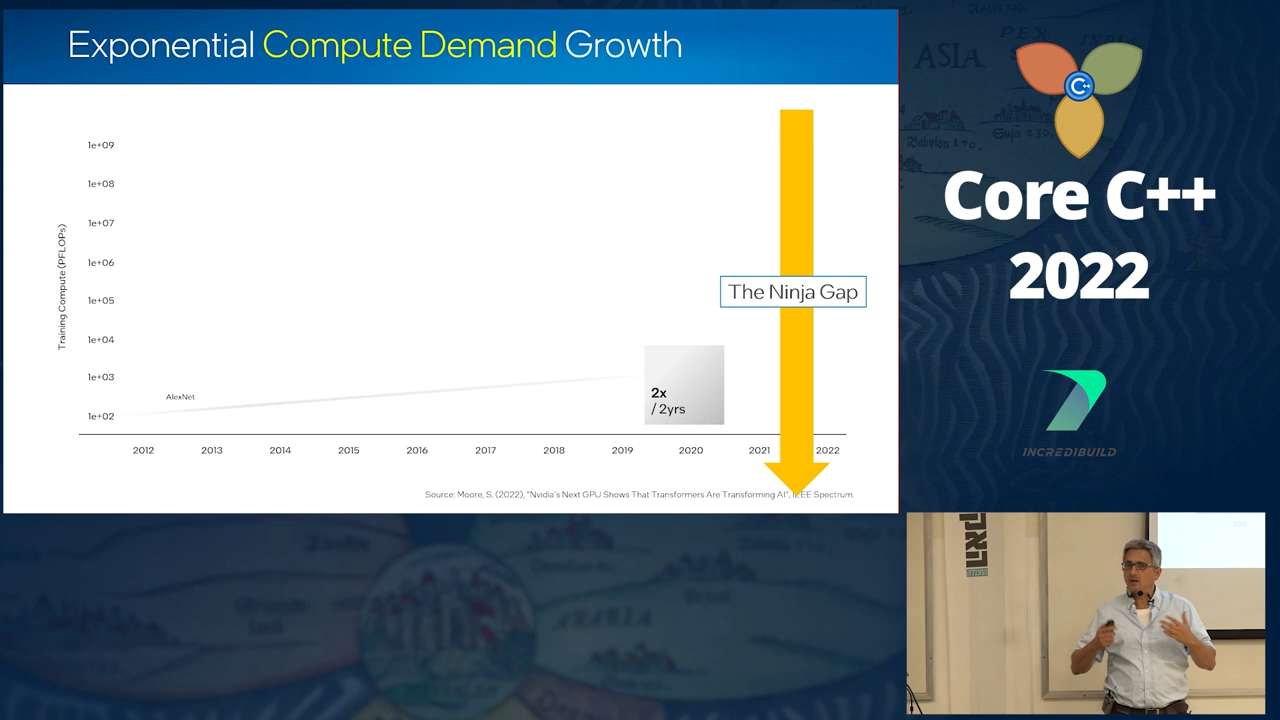 Exponential Compute Demand Growth
Training Compute (PFLOPs)
1e+09
1e+08
1e+07
1e+06
1e+05
1e+04
1e+03
1e+02
AlexNet
2x
/ 2yrs
The Ninja Gap
2012
2013
2014
2015
2016
2017
2018
2019
2020
2021
2022
Source: Moore, S. (2022), "Nvidia's Next GPU Shows That Transformers Are Transforming AI", IEEE Spectrum.
ASIA
C++
Core C++
2022
INCREDIBUILD
ARABIA